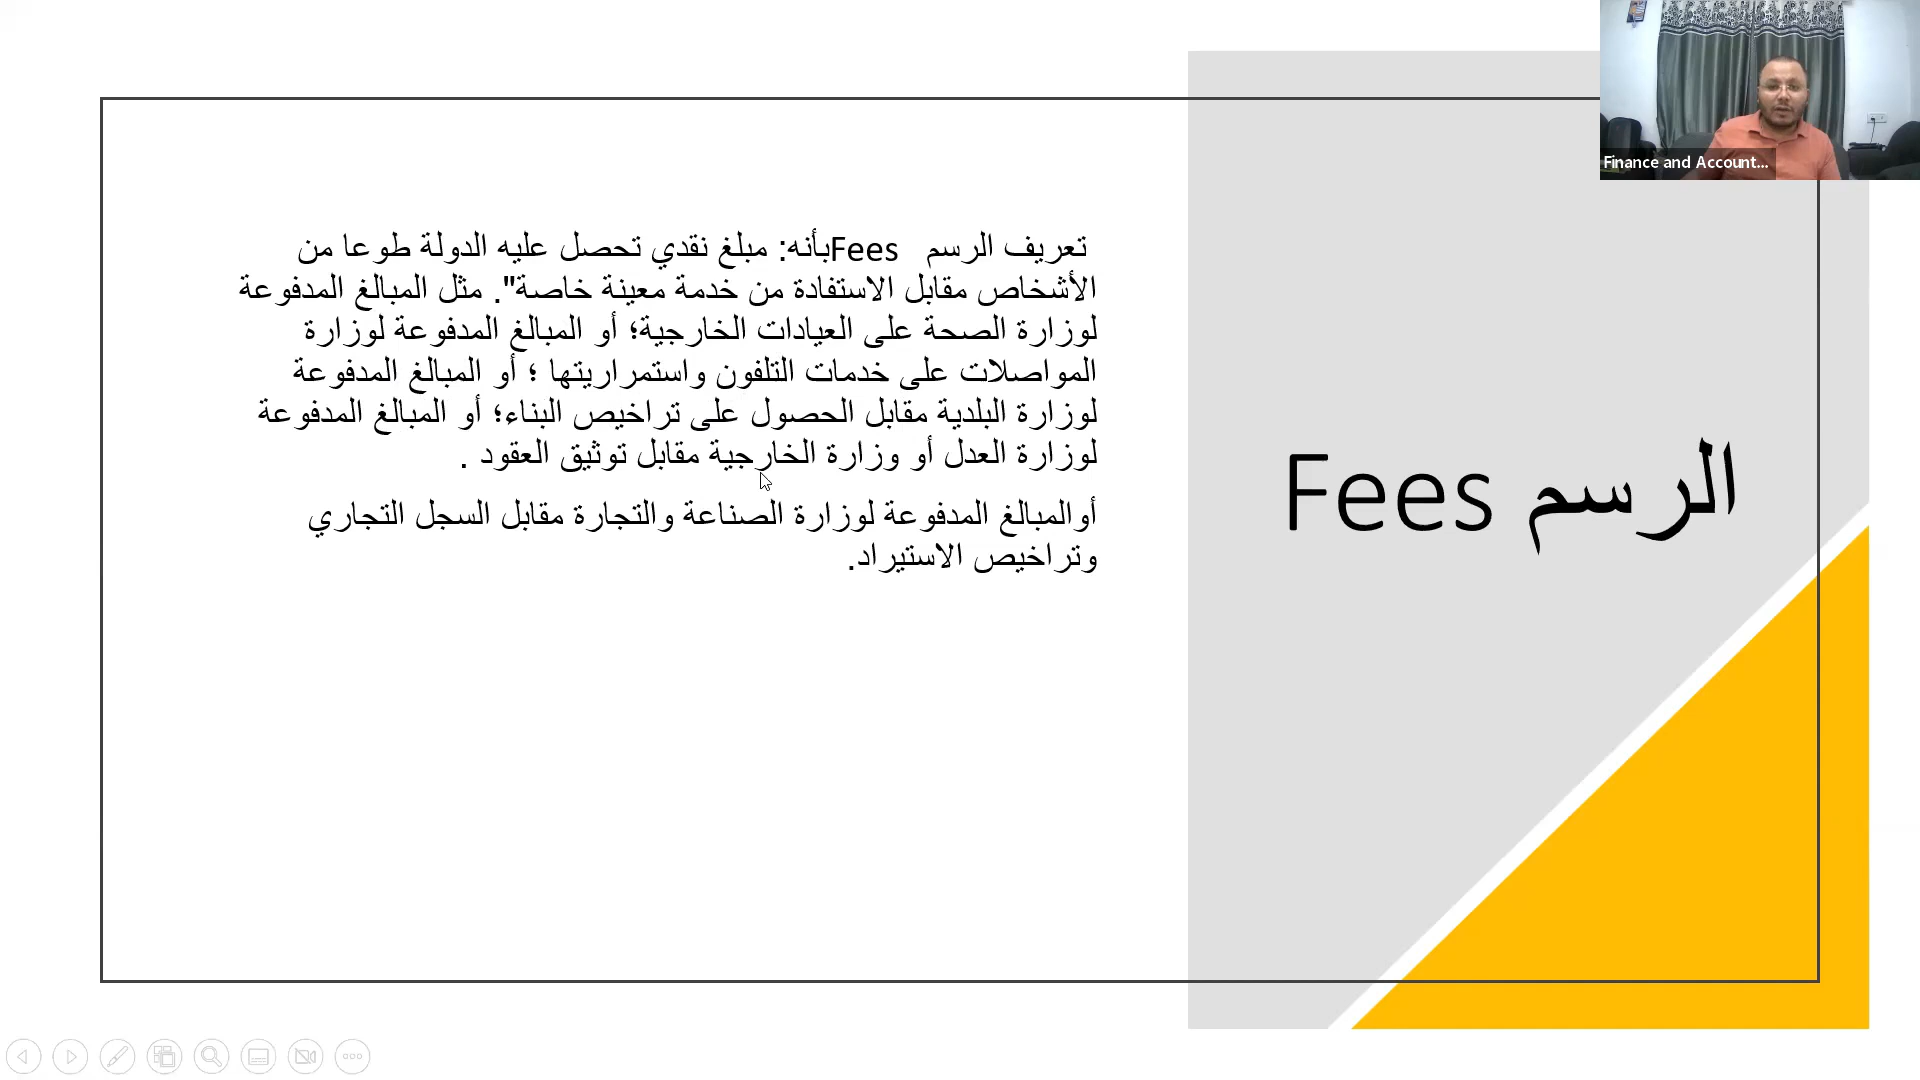 الرسم Fees
تعريف الرسم Feesبأنه: مبلغ نقدي تحصل عليه الدولة طوعا من
الأشخاص مقابل الاستفادة من خدمة معينة خاصة". مثل المبالغ المدفوعة
لوزارة الصحة على العيادات الخارجية؛ أو المبالغ المدفوعة لوزارة
المواصلات على خدمات التلفون واستمراريتها ؛ أو المبالغ المدفوعة
لوزارة البلدية مقابل الحصول على تراخيص البناء؛ أو المبالغ المدفوعة
لوزارة العدل أو وزارة الخارجية مقابل توثيق العقود .
أوالمبالغ المدفوعة لوزارة الصناعة والتجارة مقابل السجل التجاري
وتراخيص الاستيراد.
Finance and Account...